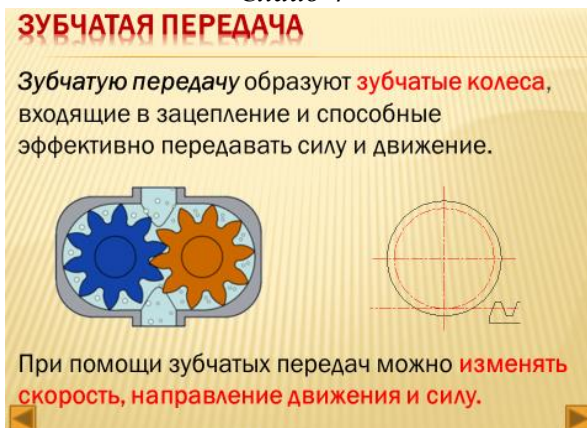 ЗУБЧАТАЯ ПЕРЕДАЧА
Зубчатую передачу образуют зубчатые колеса,
входящие в зацепление и способные
эффективно передавать силу и движение.
При помощи зубчатых передач можно изменять
скорость, направление движения и силу.